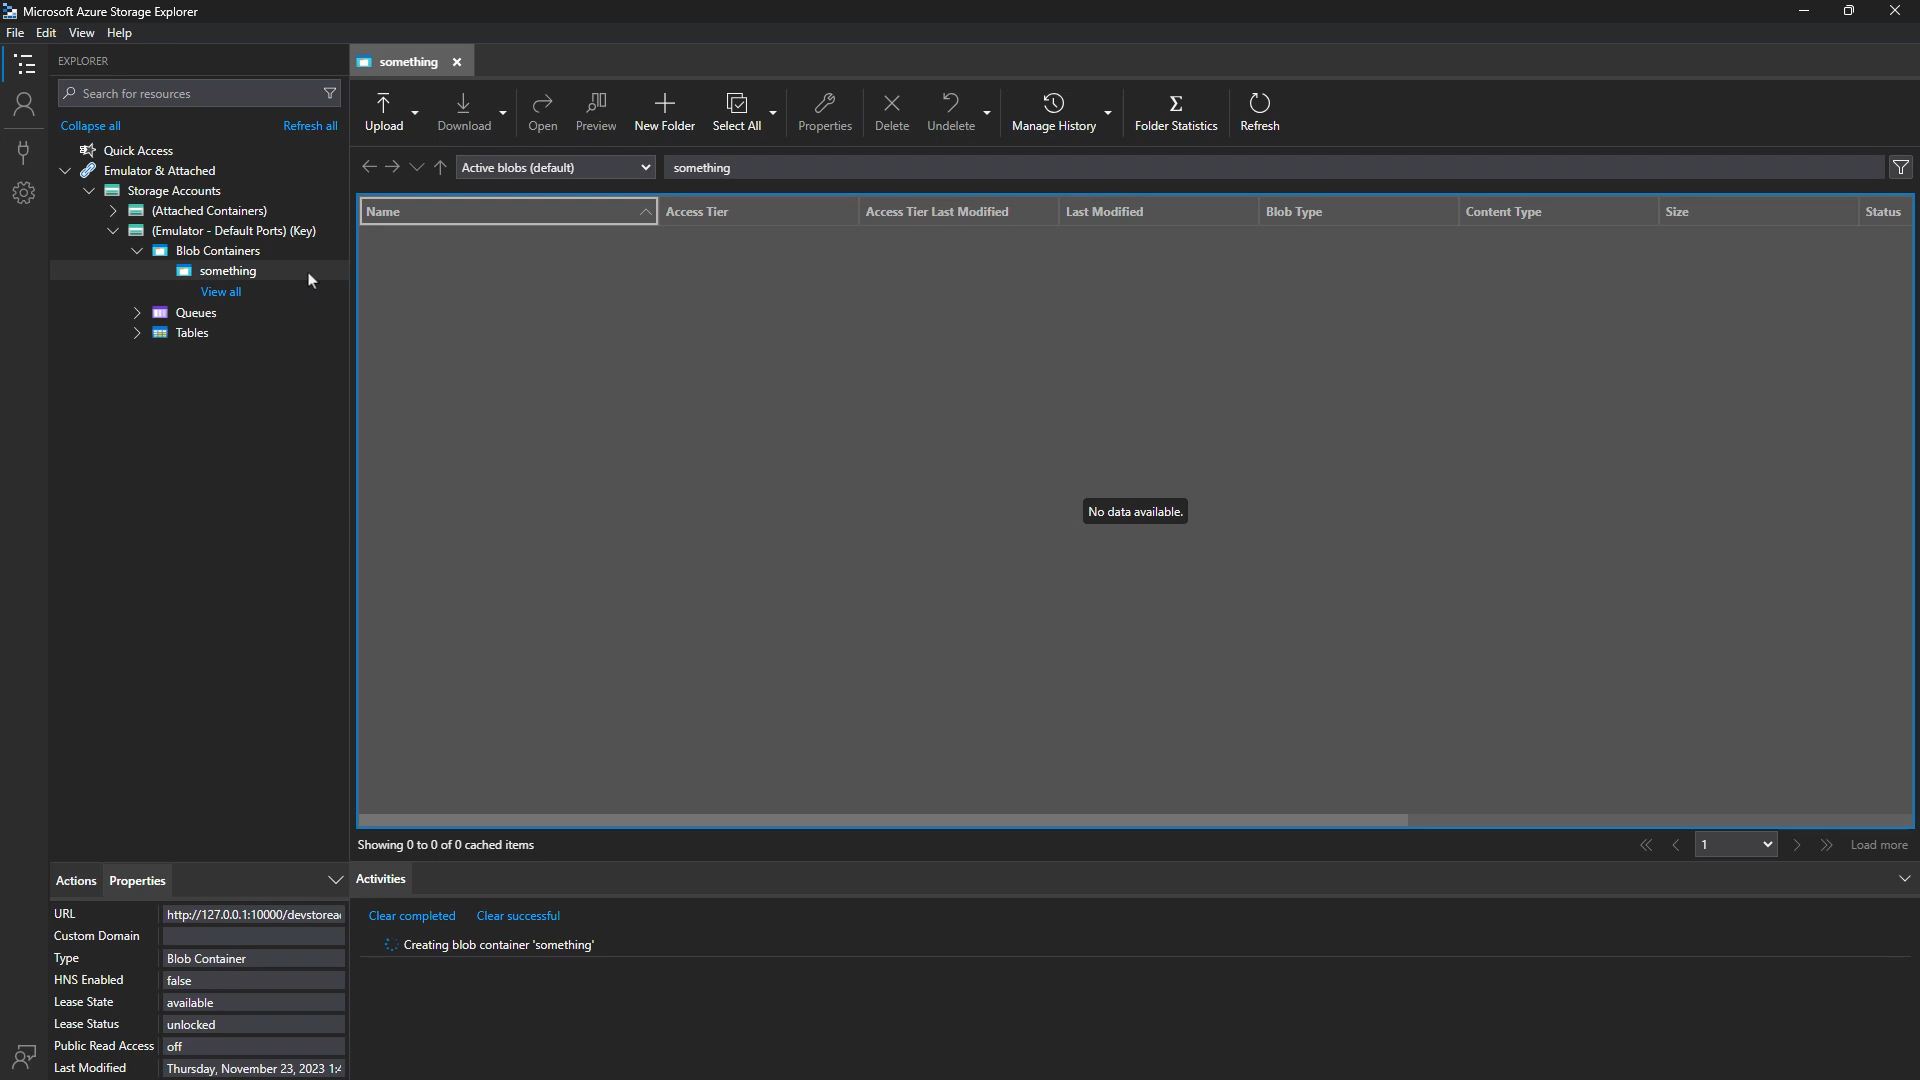 Microsoft Azure Storage Explorer
File Edit View Help
EXPLORER
something
Search for resources
Collapse all Refresh all
Upload Download Open Preview New Folder Select All Properties Delete Undelete Manage History Folder Statistics Refresh
Quick Access
Emulator & Attached
Storage Accounts
(Attached Containers)
(Emulator - Default Ports) (Key)
Blob Containers
something
View all
Queues
Tables
Active blobs (default) something
Name Access Tier Access Tier Last Modified Last Modified Blob Type Content Type Size Status
No data available.
Showing 0 to 0 of 0 cached items 1 Load more
Actions Properties
URL http://127.0.0.1:10000/devstorea
Custom Domain
Type Blob Container
HNS Enabled false
Lease State available
Lease Status unlocked
Public Read Access off
Last Modified Thursday, November 23, 2023 1:4
Activities
Clear completed Clear successful
Creating blob container 'something'